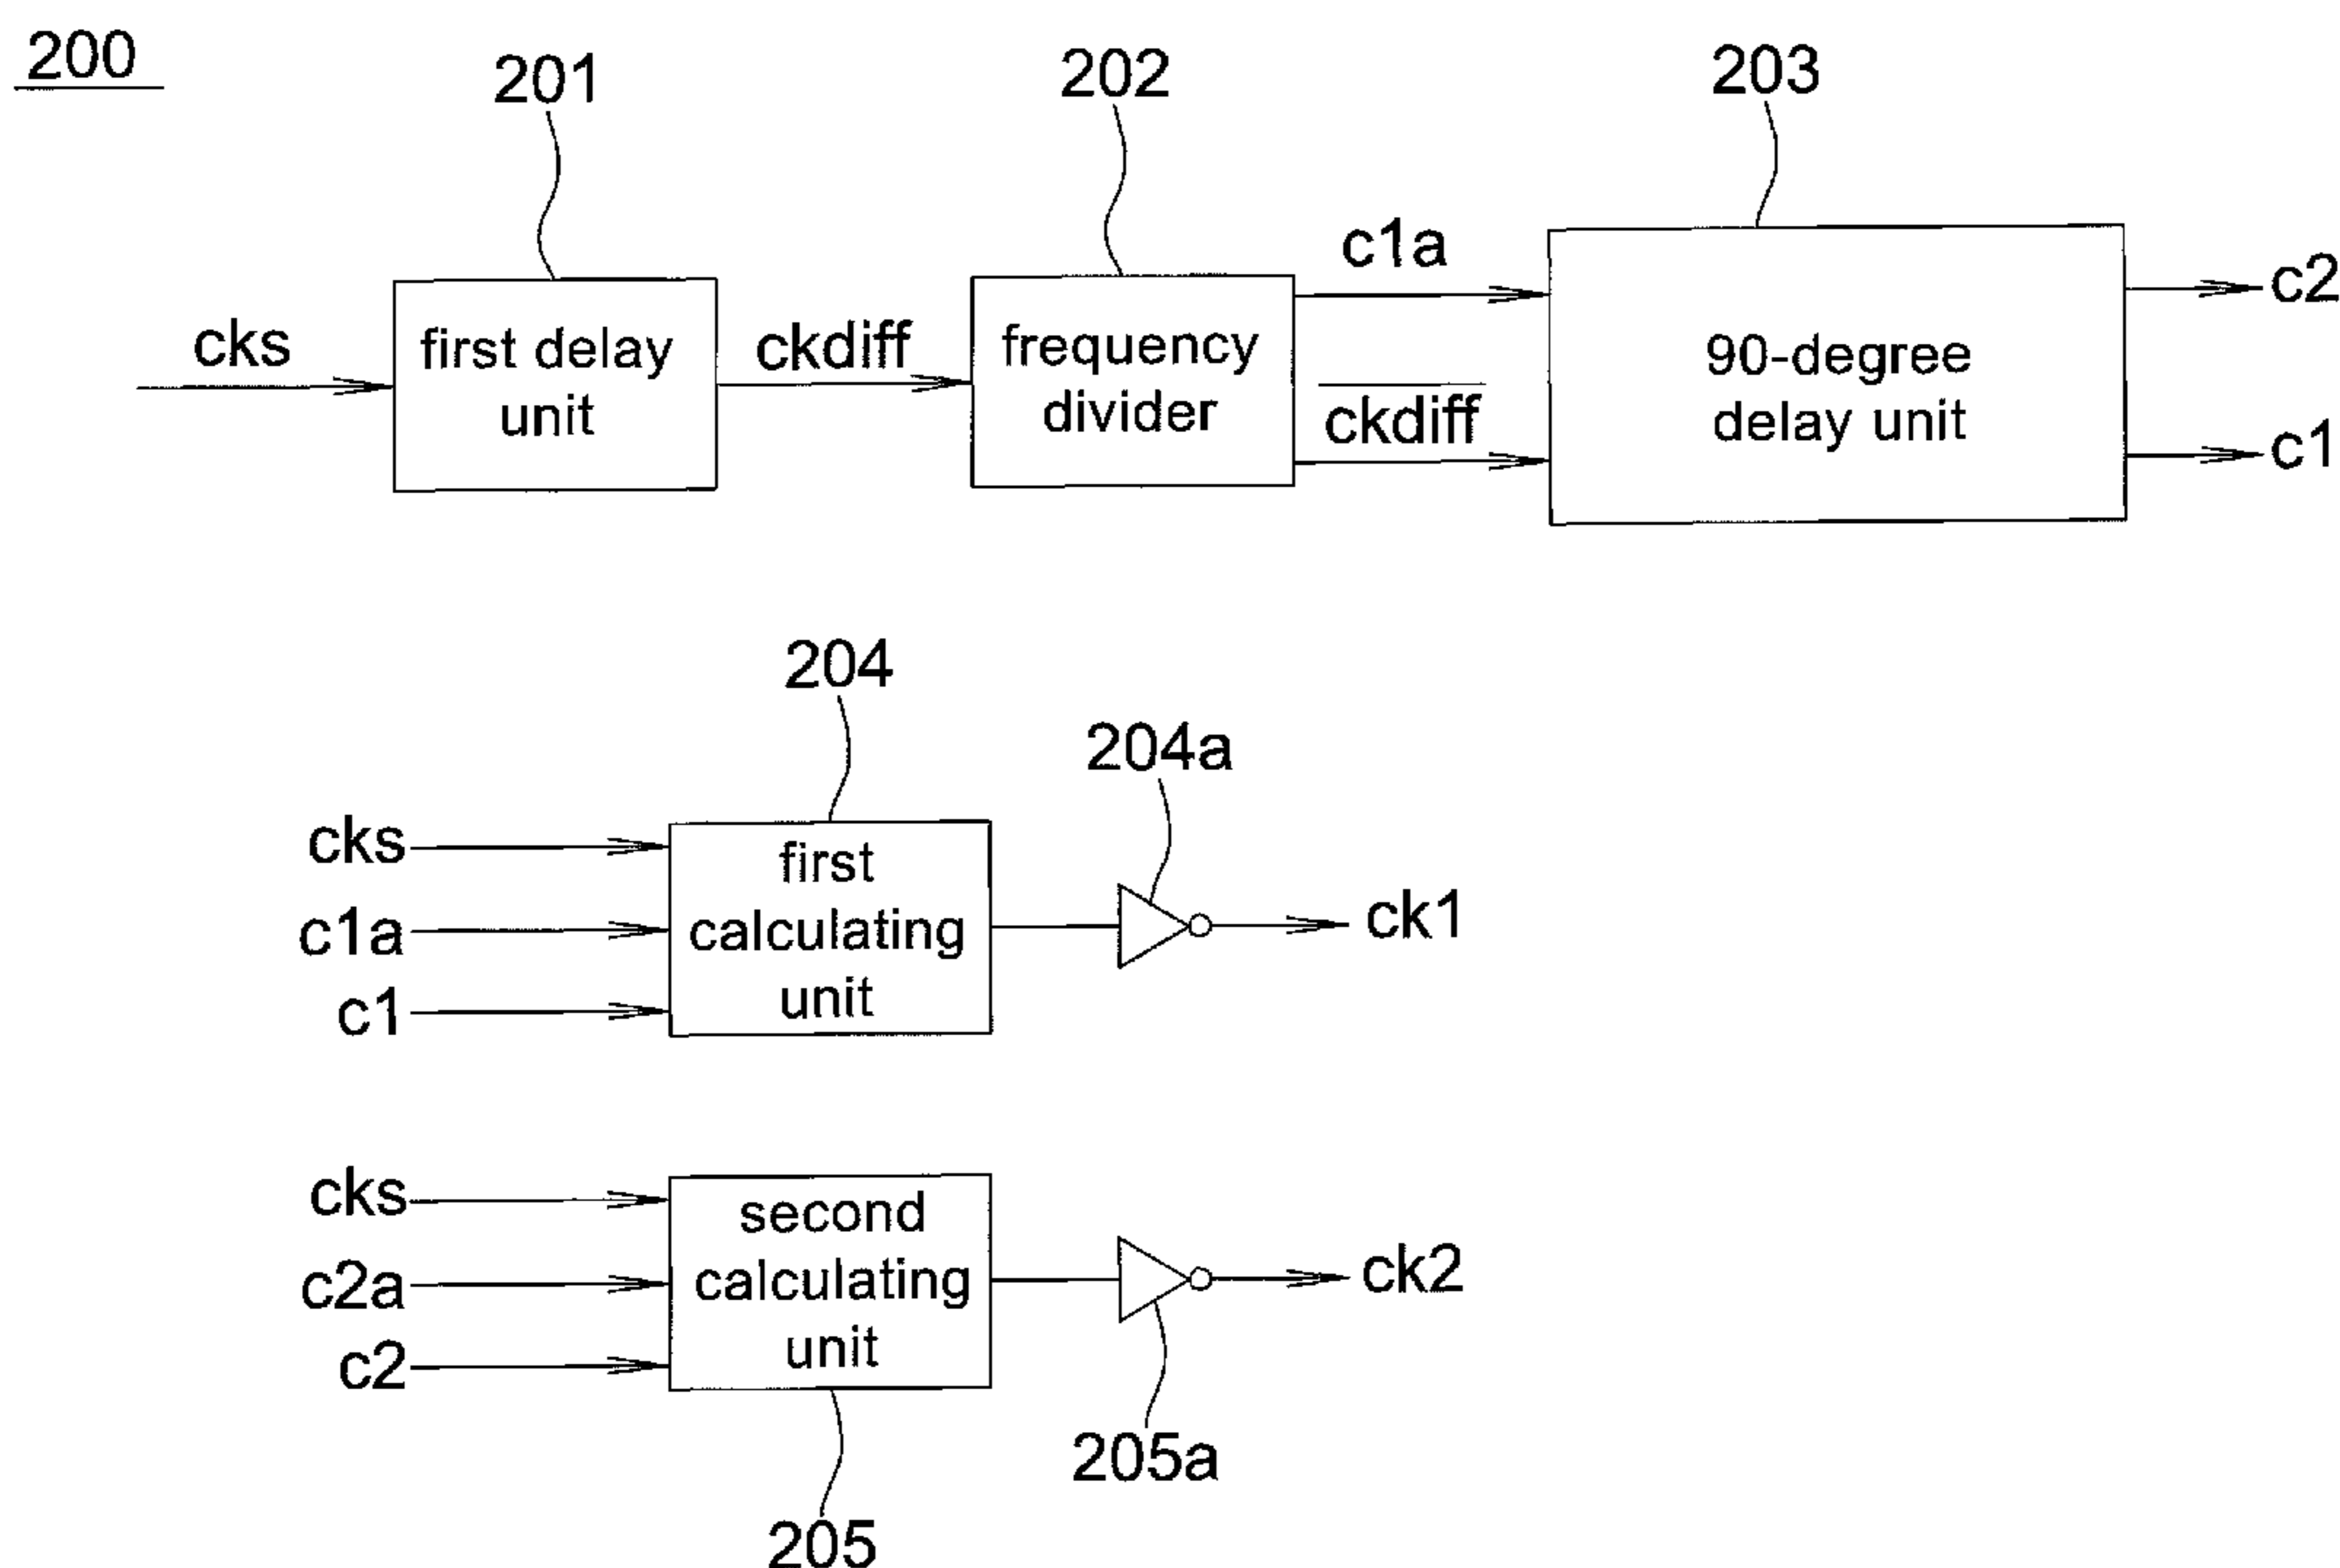 200
201
202
203
cks
first delay
unit
ckdiff
frequency
divider
c1a
ckdiff
90-degree
delay unit
c2
c1
204
204a
cks
c1a
c1
first
calculating
unit
ck1
cks
c2a
c2
second
calculating
unit
ck2
205a
205